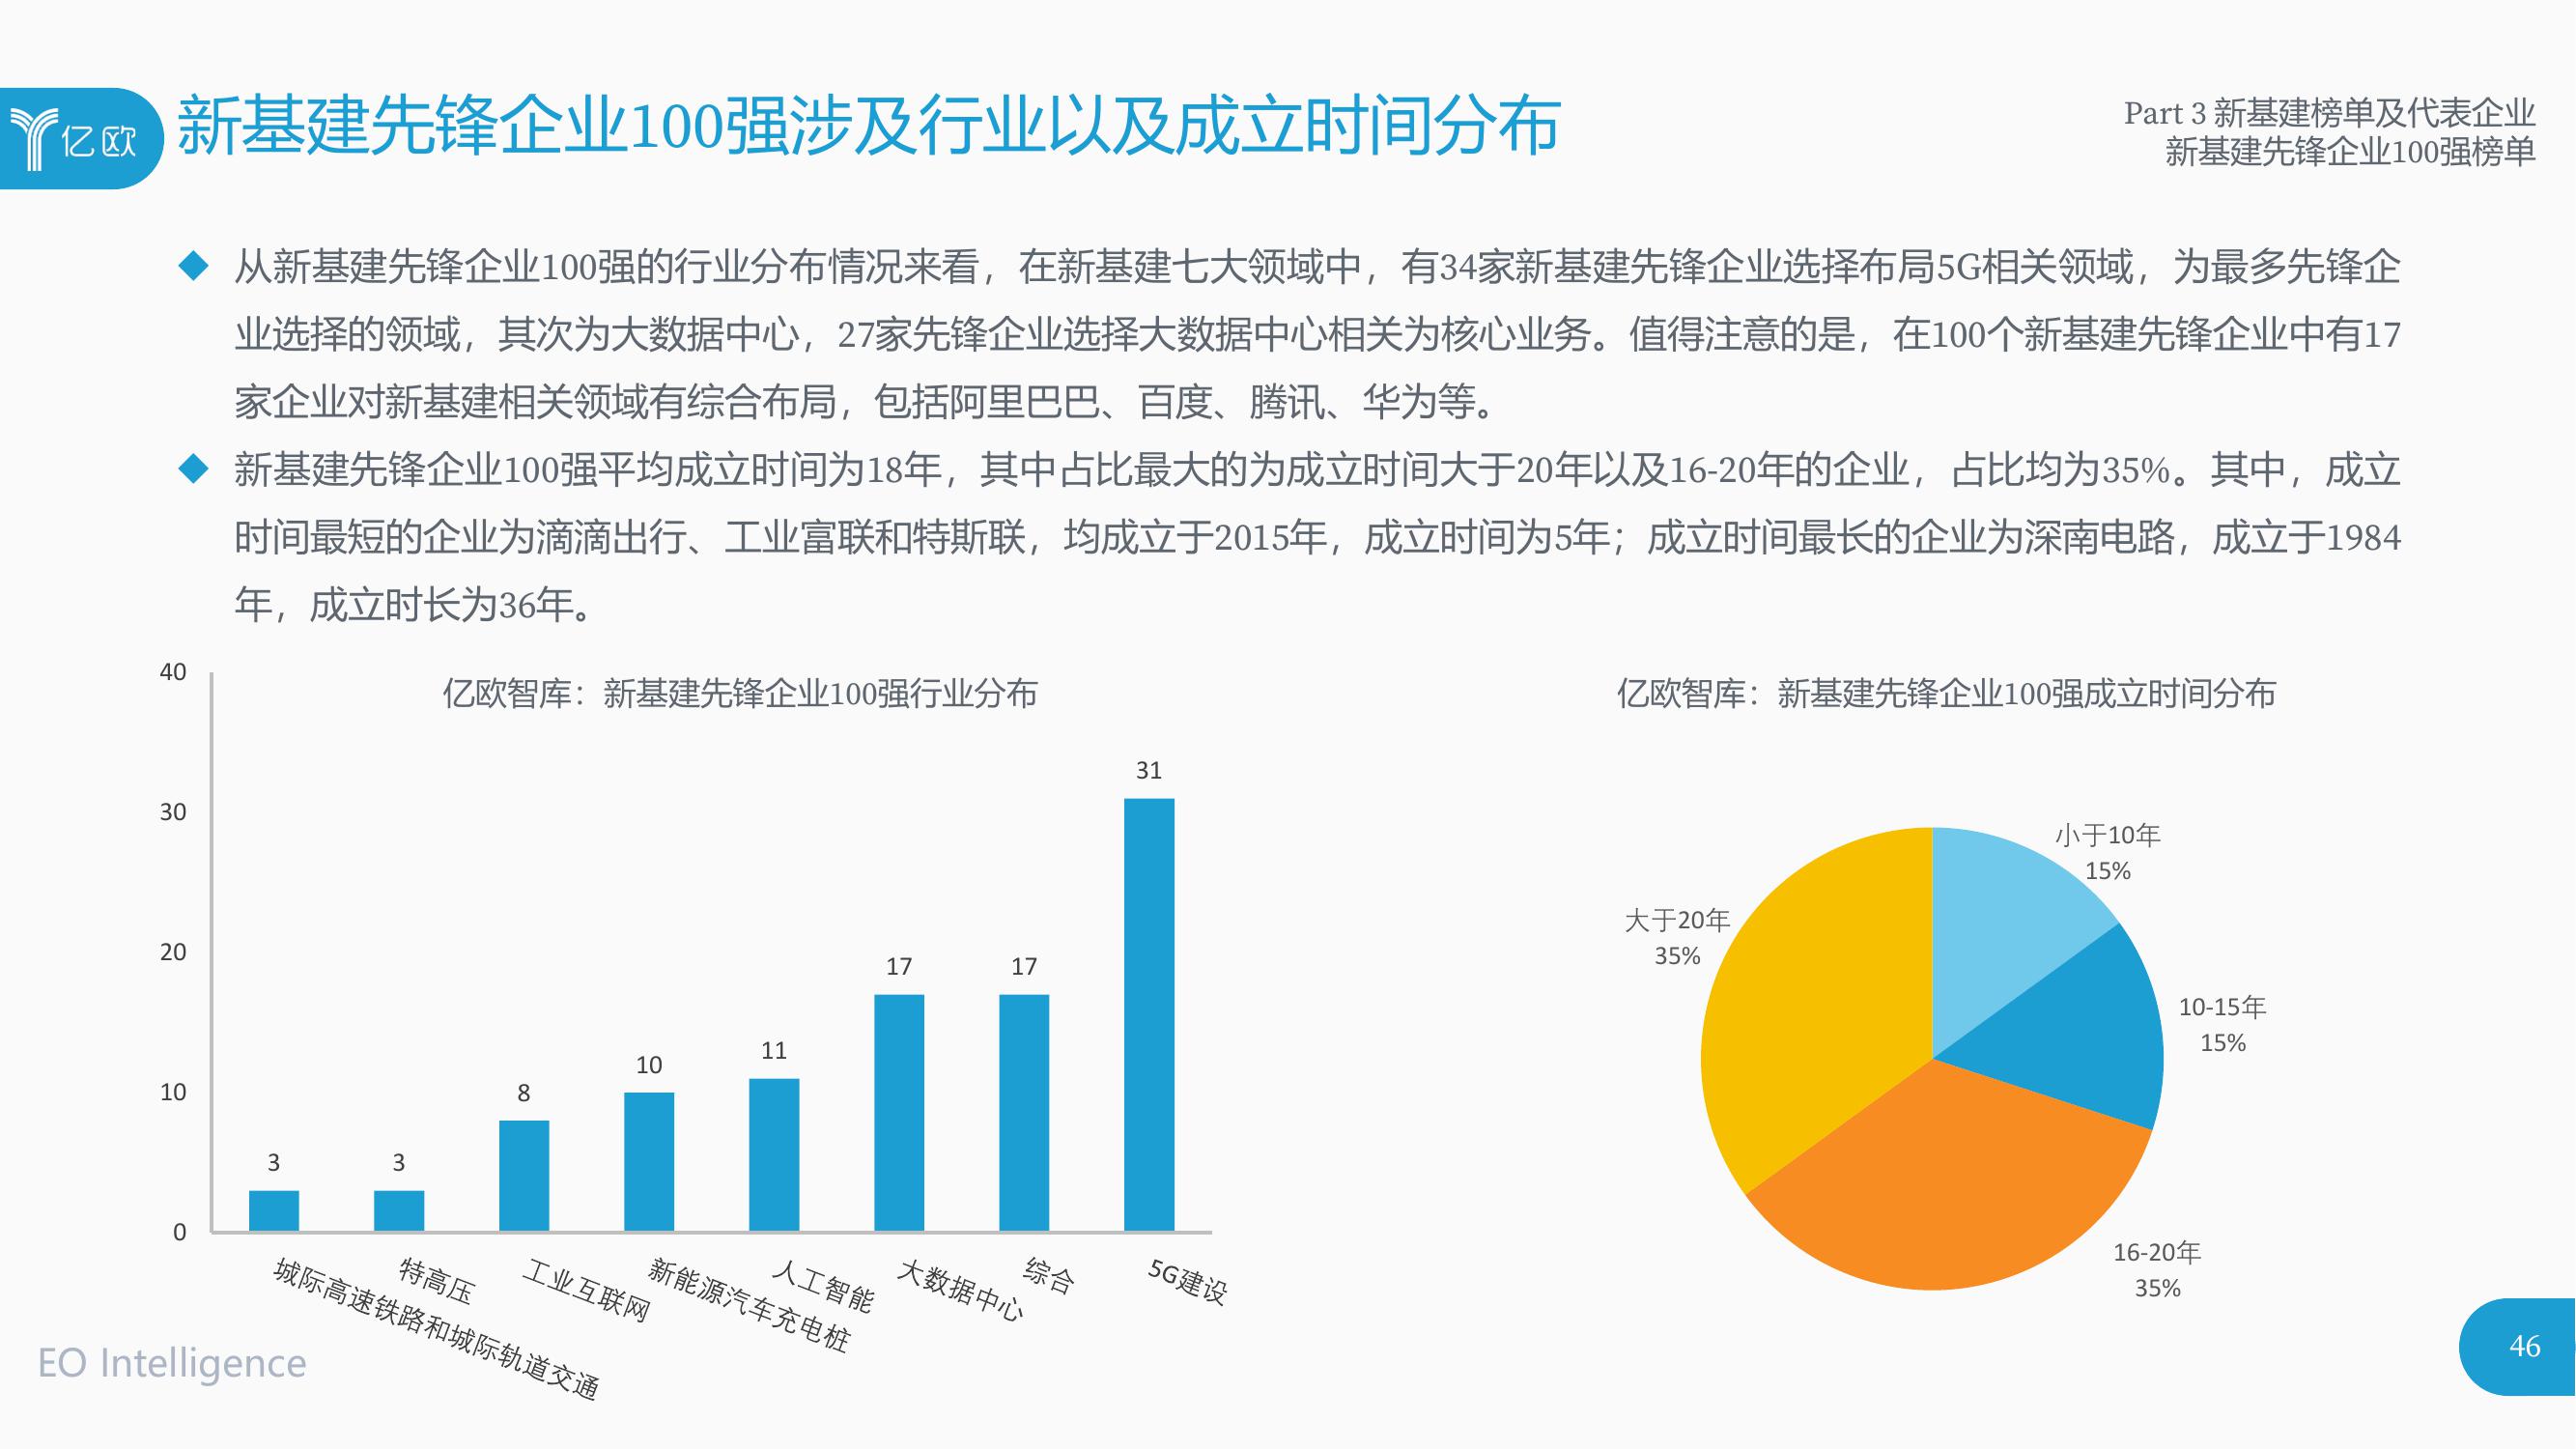 亿欧
新基建先锋企业100强涉及行业以及成立时间分布
Part 3 新基建榜单及代表企业
新基建先锋企业100强榜单
从新基建先锋企业100强的行业分布情况来看，在新基建七大领域中，有34家新基建先锋企业选择布局5G相关领域，为最多先锋企
业选择的领域，其次为大数据中心，27家先锋企业选择大数据中心相关为核心业务。值得注意的是，在100个新基建先锋企业中有17
家企业对新基建相关领域有综合布局，包括阿里巴巴、百度、腾讯、华为等。
新基建先锋企业100强平均成立时间为18年，其中占比最大的为成立时间大于20年以及16-20年的企业，占比均为35%。其中，成立
时间最短的企业为滴滴出行、工业富联和特斯联，均成立于2015年，成立时间为5年；成立时间最长的企业为深南电路，成立于1984
年，成立时长为36年。
亿欧智库：新基建先锋企业100强行业分布
40
30
20
10
0
3
3
8
10
11
17
17
31
城际高速铁路和城际轨道交通
特高压
工业互联网
新能源汽车充电桩
人工智能
大数据中心
综合
5G建设
亿欧智库：新基建先锋企业100强成立时间分布
小于10年
15%
10-15年
15%
16-20年
35%
大于20年
35%
EO Intelligence
46